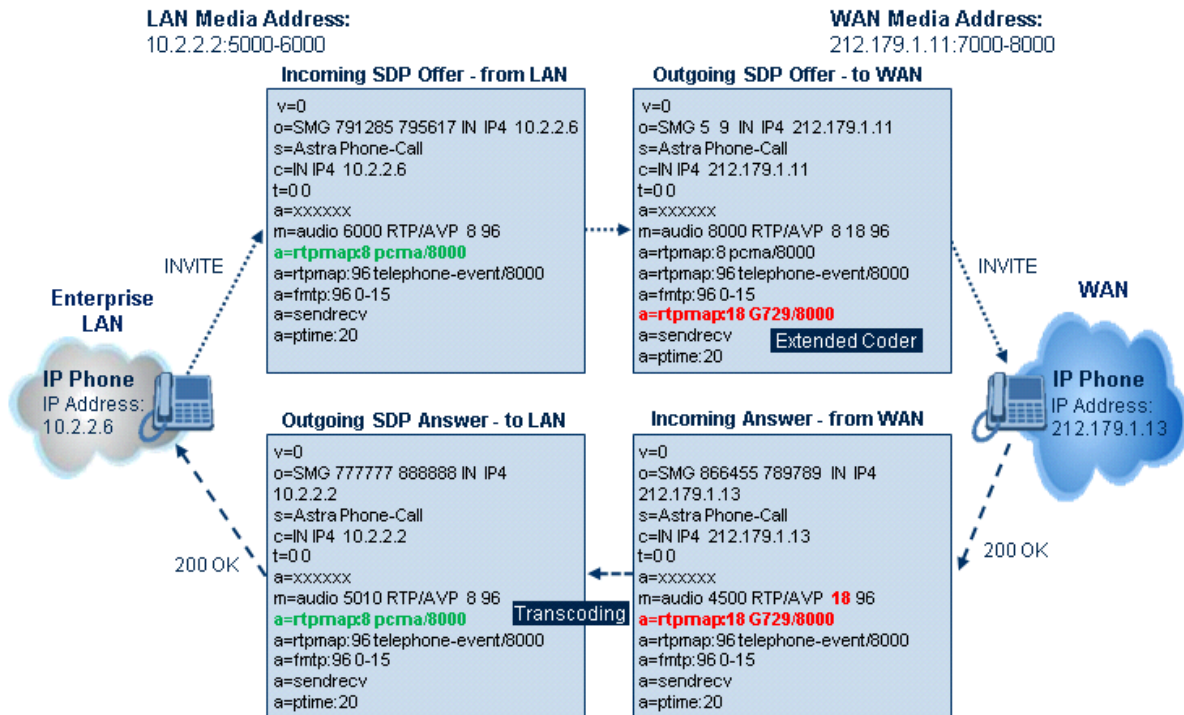 LAN Media Address:
10.2.2.2:5000-6000
WAN Media Address:
212.179.1.11:7000-8000
Incoming SDP Offer - from LAN
v=0
o=SMG 791285 795617 IN IP4 10.2.2.6
s=Astra Phone-Call
c=IN IP4 10.2.2.6
t=0 0
a=xxxxxx
m=audio 6000 RTP/AVP 8 96
a=rtpmap:8 pcma/8000
a=rtpmap:96 telephone-event/8000
a=fmtp:96 0-15
a=sendrecv
a=ptime:20
Outgoing SDP Offer - to WAN
v=0
o=SMG 5 9 IN IP4 212.179.1.11
s=Astra Phone-Call
c=IN IP4 212.179.1.11
t=0 0
a=xxxxxx
m=audio 8000 RTP/AVP 8 18 96
a=rtpmap:8 pcma/8000
a=rtpmap:96 telephone-event/8000
a=fmtp:96 0-15
a=rtpmap:18 G729/8000
a=sendrecv
a=ptime:20
Extended Coder
INVITE
INVITE
Enterprise
LAN
IP Phone
IP Address:
10.2.2.6
WAN
IP Phone
IP Address:
212.179.1.13
Outgoing SDP Answer - to LAN
v=0
o=SMG 777777 888888 IN IP4
10.2.2.2
s=Astra Phone-Call
c=IN IP4 10.2.2.2
t=0 0
a=xxxxxx
m=audio 5010 RTP/AVP 8 96
a=rtpmap:8 pcma/8000
a=rtpmap:96 telephone-event/8000
a=fmtp:96 0-15
a=sendrecv
a=ptime:20
Transcoding
Incoming Answer - from WAN
v=0
o=SMG 866455 789789 IN IP4
212.179.1.13
s=Astra Phone-Call
c=IN IP4 212.179.1.13
t=0 0
a=xxxxxx
m=audio 4500 RTP/AVP 18 96
a=rtpmap:18 G729/8000
a=rtpmap:96 telephone-event/8000
a=fmtp:96 0-15
a=sendrecv
a=ptime:20
200 OK
200 OK